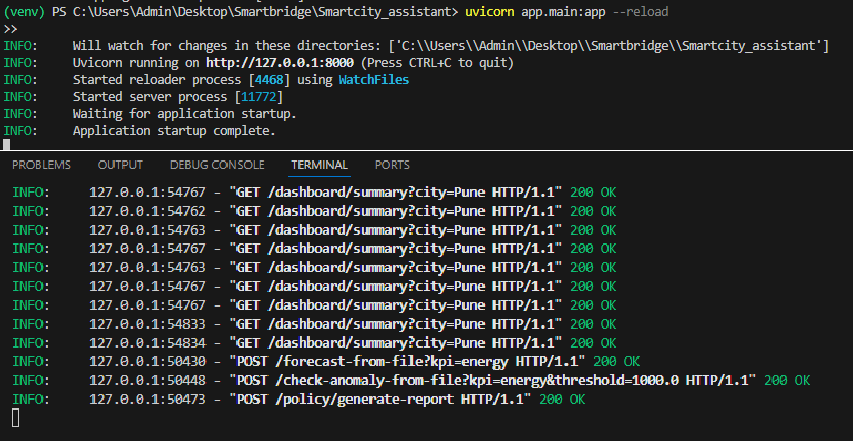 (venv) PS C:\Users\Admin\Desktop\Smartbridge\Smartcity_assistant> uvicorn app.main:app --reload
>>
INFO:     Will watch for changes in these directories: ['C:\\Users\\Admin\\Desktop\\Smartbridge\\Smartcity_assistant']
INFO:     Uvicorn running on http://127.0.0.1:8000 (Press CTRL+C to quit)
INFO:     Started reloader process [4468] using WatchFiles
INFO:     Started server process [11772]
INFO:     Waiting for application startup.
INFO:     Application startup complete.
PROBLEMS OUTPUT DEBUG CONSOLE TERMINAL PORTS
INFO:     127.0.0.1:54767 - "GET /dashboard/summary?city=Pune HTTP/1.1" 200 OK
INFO:     127.0.0.1:54762 - "GET /dashboard/summary?city=Pune HTTP/1.1" 200 OK
INFO:     127.0.0.1:54763 - "GET /dashboard/summary?city=Pune HTTP/1.1" 200 OK
INFO:     127.0.0.1:54767 - "GET /dashboard/summary?city=Pune HTTP/1.1" 200 OK
INFO:     127.0.0.1:54763 - "GET /dashboard/summary?city=Pune HTTP/1.1" 200 OK
INFO:     127.0.0.1:54767 - "GET /dashboard/summary?city=Pune HTTP/1.1" 200 OK
INFO:     127.0.0.1:54767 - "GET /dashboard/summary?city=Pune HTTP/1.1" 200 OK
INFO:     127.0.0.1:54833 - "GET /dashboard/summary?city=Pune HTTP/1.1" 200 OK
INFO:     127.0.0.1:54834 - "GET /dashboard/summary?city=Pune HTTP/1.1" 200 OK
INFO:     127.0.0.1:50430 - "POST /forecast-from-file?kpi=energy HTTP/1.1" 200 OK
INFO:     127.0.0.1:50448 - "POST /check-anomaly-from-file?kpi=energy&threshold=1000.0 HTTP/1.1" 200 OK
INFO:     127.0.0.1:50473 - "POST /policy/generate-report HTTP/1.1" 200 OK